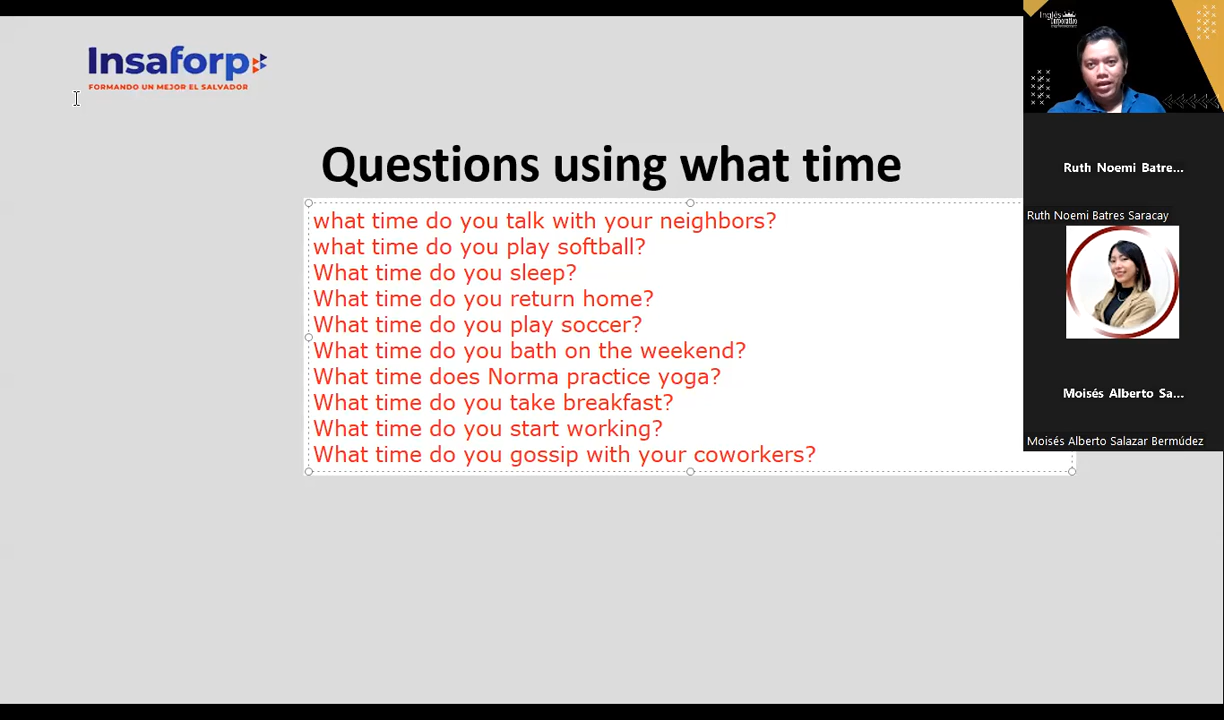 Insaforp
FORMANDO UN MEJOR EL SALVADOR
Questions using what time
what time do you talk with your neighbors?
what time do you play softball?
What time do you sleep?
What time do you return home?
What time do you play soccer?
What time do you bath on the weekend?
What time does Norma practice yoga?
What time do you take breakfast?
What time do you start working?
What time do you gossip with your coworkers?
Inglés
Corporativo
Ruth Noemi Batre...
Ruth Noemi Batres Saracay
Moisés Alberto Sa...
Moisés Alberto Salazar Bermúdez